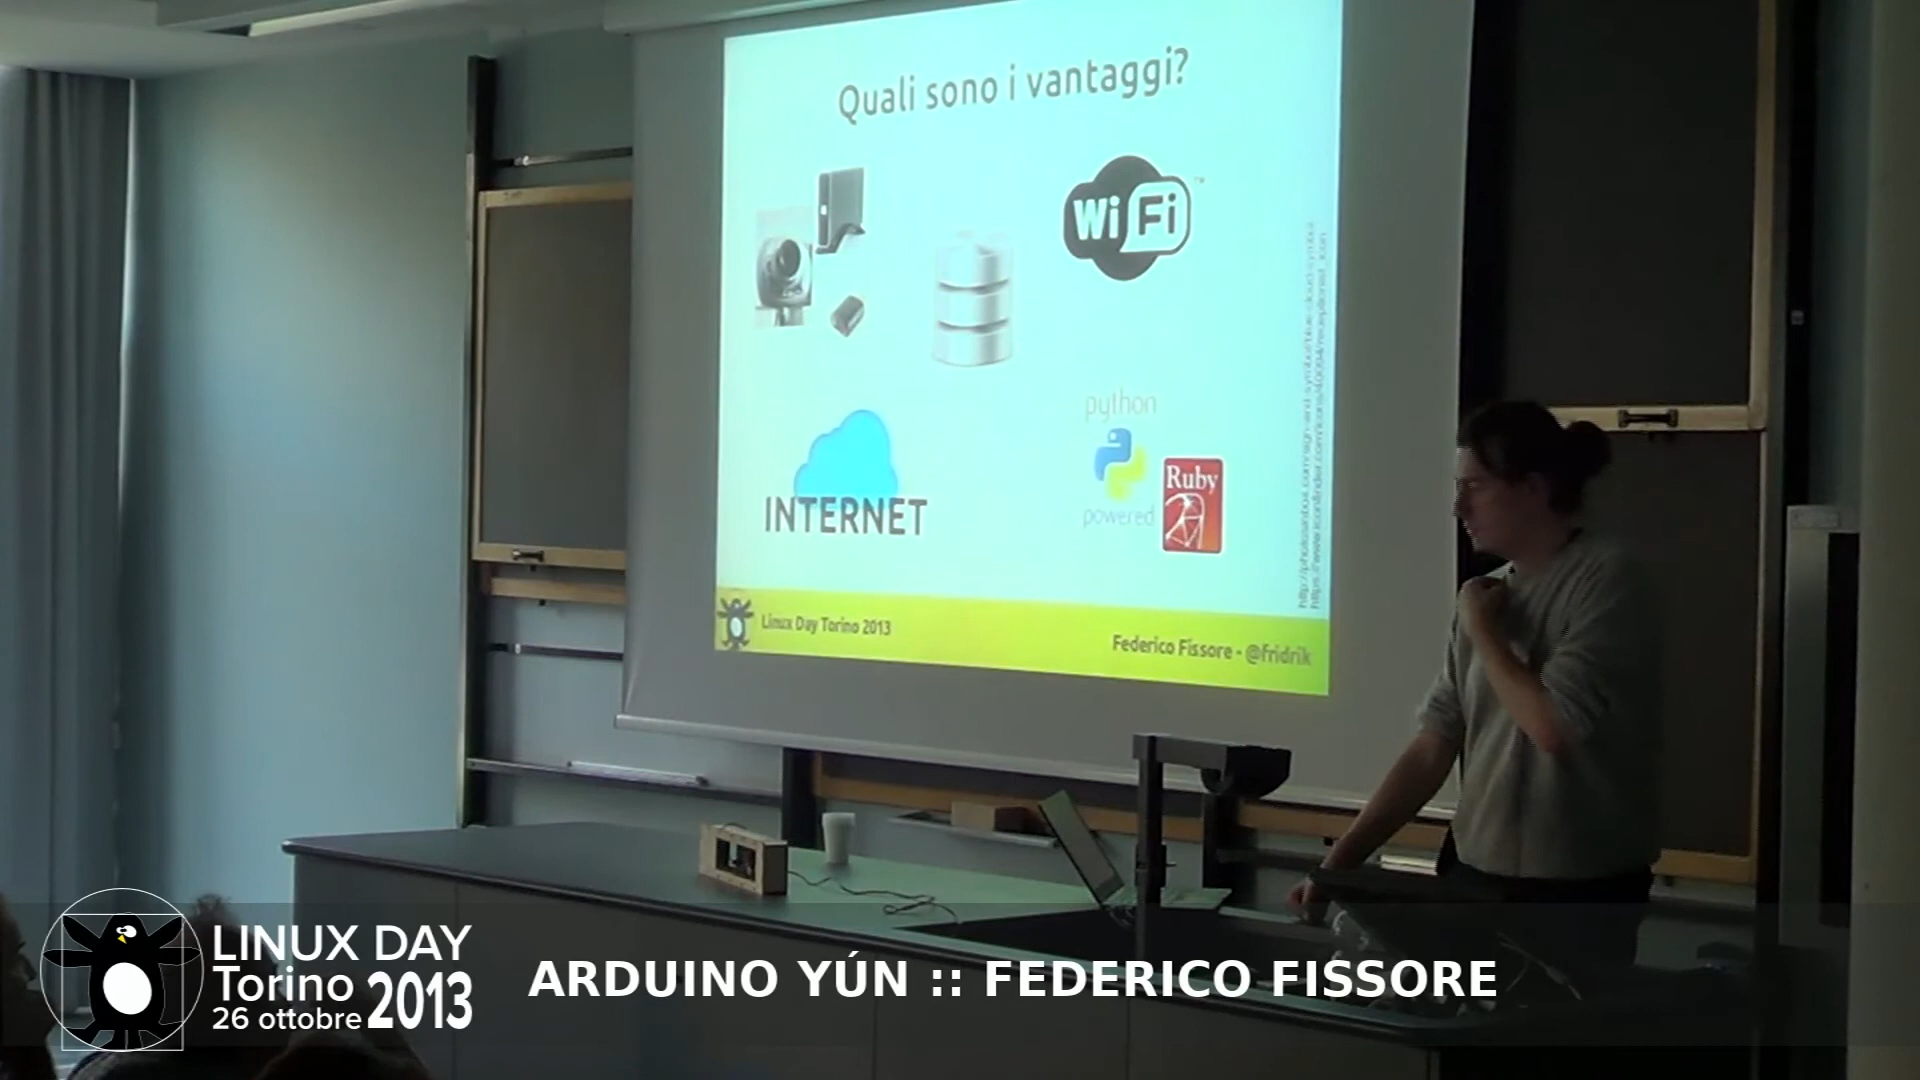 Quali sono i vantaggi?
WiFi
TM
python
powered
Ruby
INTERNET
Linux Day Torino 2013
Federico Fissore - @fridrik
LINUX DAY
Torino 2013
26 ottobre
ARDUINO YÚN :: FEDERICO FISSORE